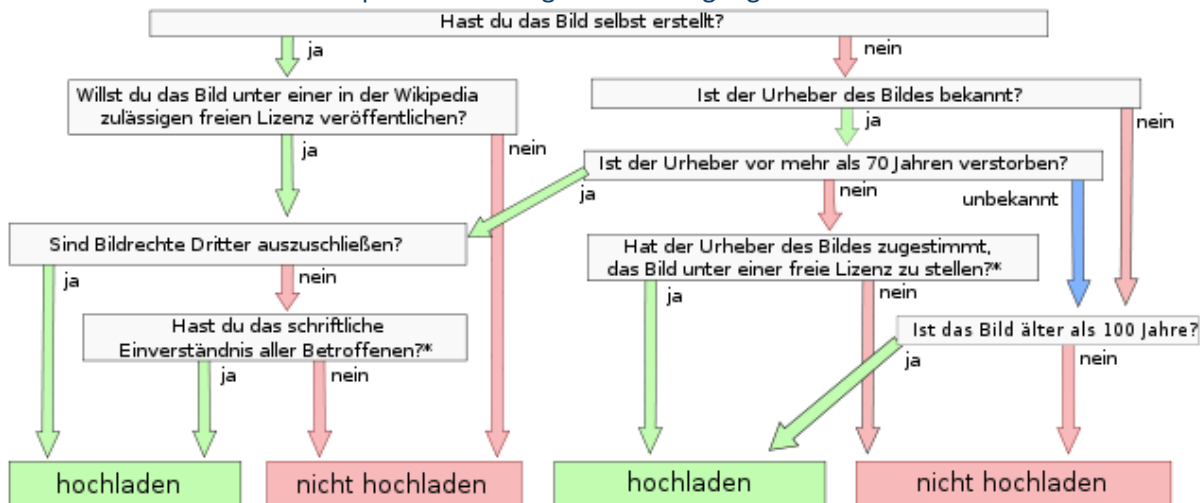 Hast du das Bild selbst erstellt?
ja
nein
Willst du das Bild unter einer in der Wikipedia
zulässigen freien Lizenz veröffentlichen?
Ist der Urheber des Bildes bekannt?
ja
nein
ja
nein
Ist der Urheber vor mehr als 70 Jahren verstorben?
ja
nein
unbekannt
Sind Bildrechte Dritter auszuschließen?
Hat der Urheber des Bildes zugestimmt,
das Bild unter einer freie Lizenz zu stellen?*
ja
nein
ja
nein
Hast du das schriftliche
Einverständnis aller Betroffenen?*
Ist das Bild älter als 100 Jahre?
ja
nein
ja
nein
hochladen
nicht hochladen
hochladen
nicht hochladen